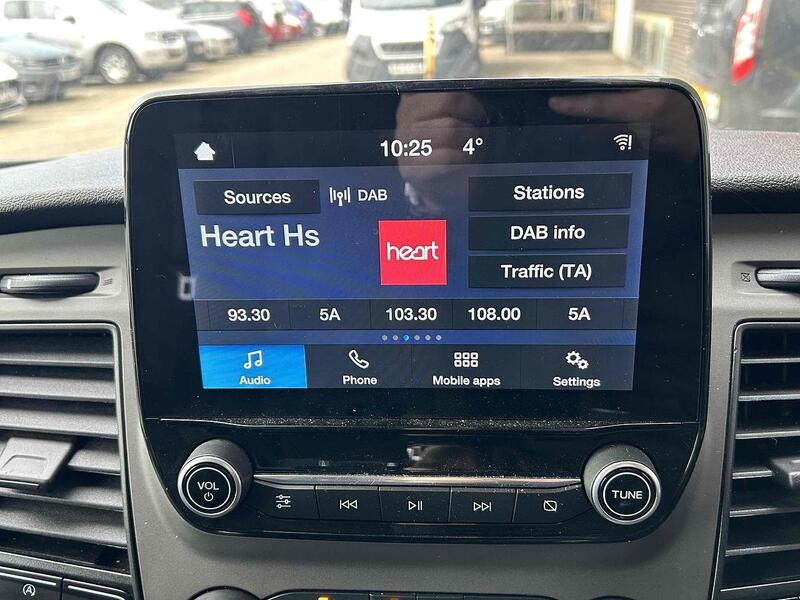 10:25 4°
Sources DAB Stations
Heart Hs heart DAB info
Traffic (TA)
93.30 5A 103.30 108.00 5A
Audio Phone Mobile apps Settings
VOL TUNE
A